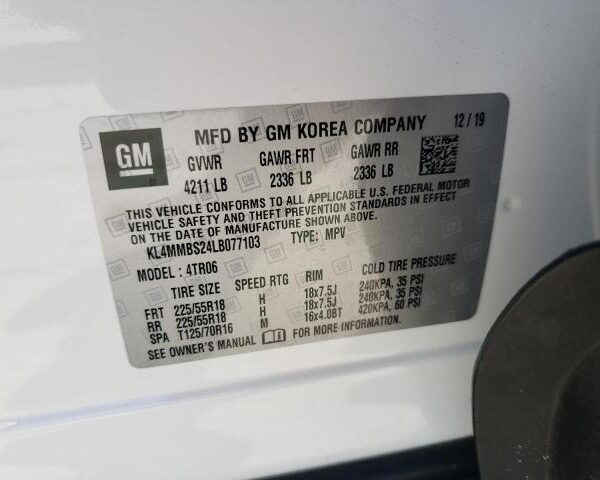 GM
MFD BY GM KOREA COMPANY 12/19
GVWR GAWR FRT GAWR RR
4211 LB 2336 LB 2336 LB
THIS VEHICLE CONFORMS TO ALL APPLICABLE U.S. FEDERAL MOTOR
VEHICLE SAFETY AND THEFT PREVENTION STANDARDS IN EFFECT
ON THE DATE OF MANUFACTURE SHOWN ABOVE.
KL4MMBS24LB077103 TYPE: MPV
MODEL: 4TR06
TIRE SIZE SPEED RTG RIM COLD TIRE PRESSURE
FRT 225/55R18 H 18x7.5J 240KPA, 35 PSI
RR 225/55R18 H 18x7.5J 240KPA, 35 PSI
SPA T125/70R16 M 16x4.0BT 420KPA, 60 PSI
SEE OWNER'S MANUAL FOR MORE INFORMATION.